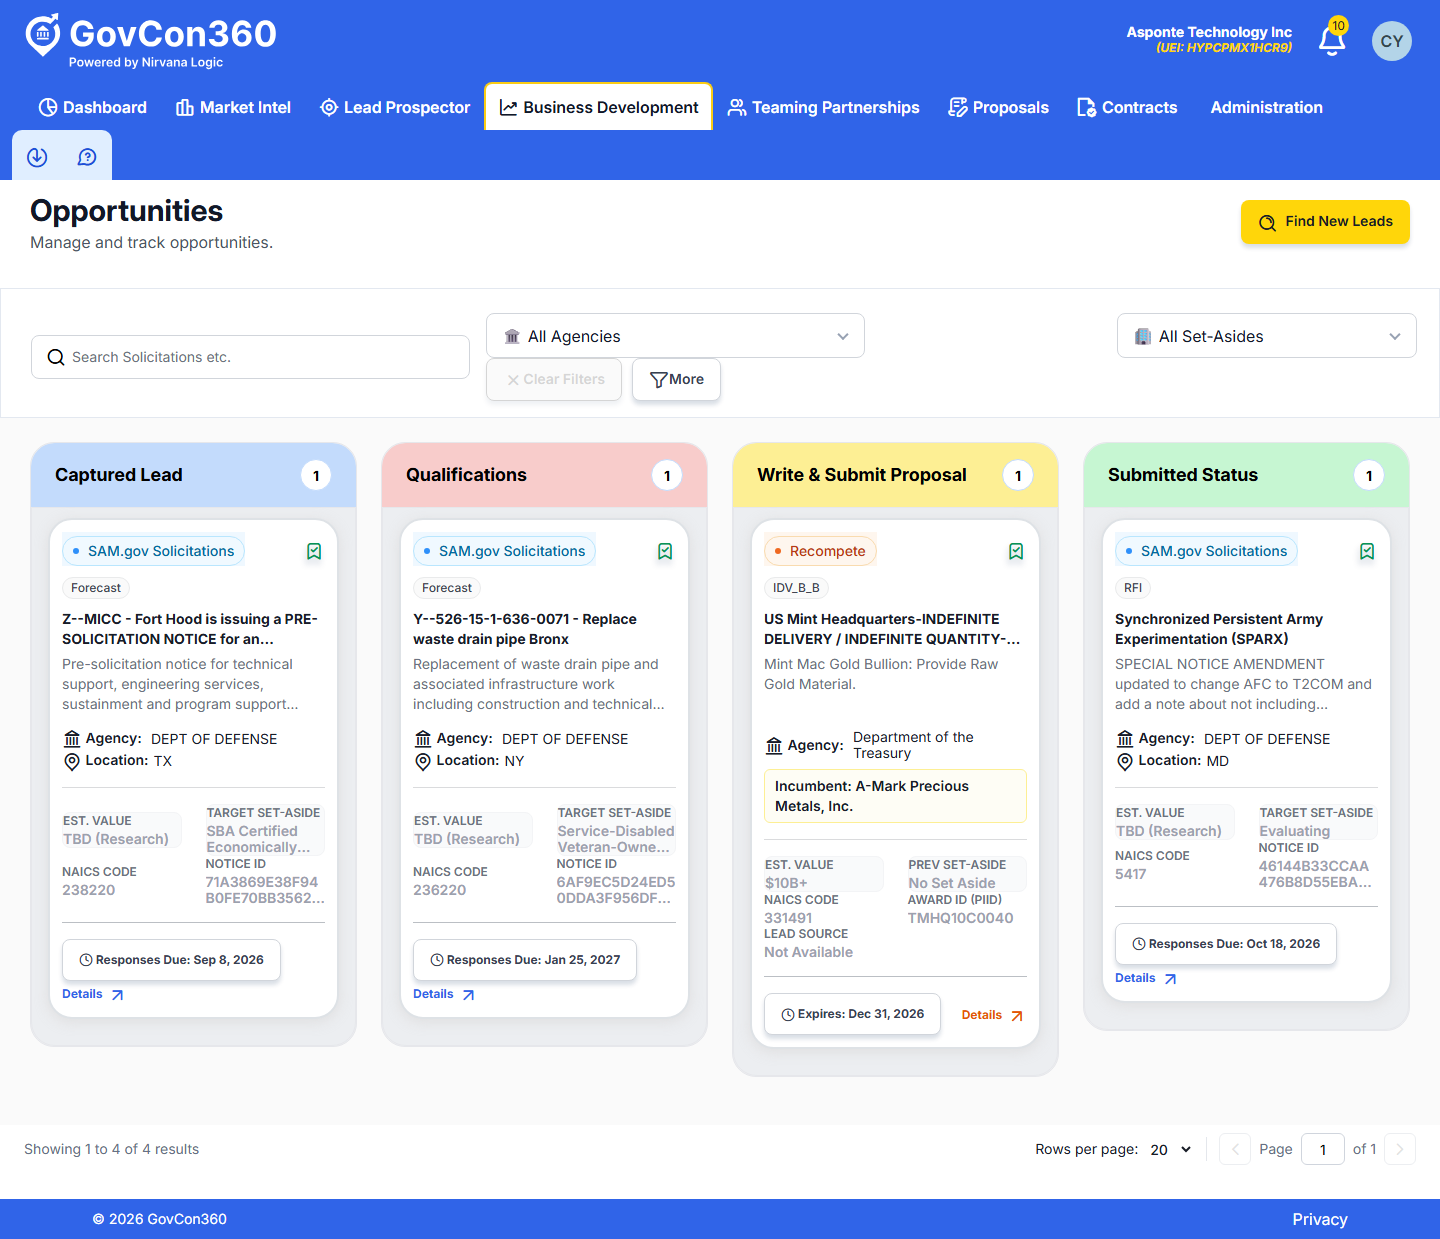 GovCon360
Powered by Nirvana Logic
Asponte Technology Inc
(UEI: HYPCPMX1HCR9)
10
CY
Dashboard
Market Intel
Lead Prospector
Business Development
Teaming Partnerships
Proposals
Contracts
Administration
Opportunities
Manage and track opportunities.
Find New Leads
Search Solicitations etc.
All Agencies
Clear Filters
More
All Set-Asides
Captured Lead
1
SAM.gov Solicitations
Forecast
Z--MICC - Fort Hood is issuing a PRE-
SOLICITATION NOTICE for an...
Pre-solicitation notice for technical
support, engineering services,
sustainment and program support...
Agency: DEPT OF DEFENSE
Location: TX
EST. VALUE
TBD (Research)
TARGET SET-ASIDE
SBA Certified
Economically...
NAICS CODE
238220
NOTICE ID
71A3869E38F94
B0FE70BB3562...
Responses Due: Sep 8, 2026
Details
Qualifications
1
SAM.gov Solicitations
Forecast
Y--526-15-1-636-0071 - Replace
waste drain pipe Bronx
Replacement of waste drain pipe and
associated infrastructure work
including construction and technical...
Agency: DEPT OF DEFENSE
Location: NY
EST. VALUE
TBD (Research)
TARGET SET-ASIDE
Service-Disabled
Veteran-Owne...
NAICS CODE
236220
NOTICE ID
6AF9EC5D24ED5
0DDA3F956DF...
Responses Due: Jan 25, 2027
Details
Write & Submit Proposal
1
Recompete
IDV_B_B
US Mint Headquarters-INDEFINITE
DELIVERY / INDEFINITE QUANTITY-...
Mint Mac Gold Bullion: Provide Raw
Gold Material.
Agency: Department of the
Treasury
Incumbent: A-Mark Precious
Metals, Inc.
EST. VALUE
$10B+
PREV SET-ASIDE
No Set Aside
NAICS CODE
331491
AWARD ID (PIID)
TMHQ10C0040
LEAD SOURCE
Not Available
Expires: Dec 31, 2026
Details
Submitted Status
1
SAM.gov Solicitations
RFI
Synchronized Persistent Army
Experimentation (SPARX)
SPECIAL NOTICE AMENDMENT
updated to change AFC to T2COM and
add a note about not including...
Agency: DEPT OF DEFENSE
Location: MD
EST. VALUE
TBD (Research)
TARGET SET-ASIDE
Evaluating
NAICS CODE
5417
NOTICE ID
46144B33CCAA
476B8D55EBA...
Responses Due: Oct 18, 2026
Details
Showing 1 to 4 of 4 results
Rows per page: 20
Page 1 of 1
© 2026 GovCon360
Privacy